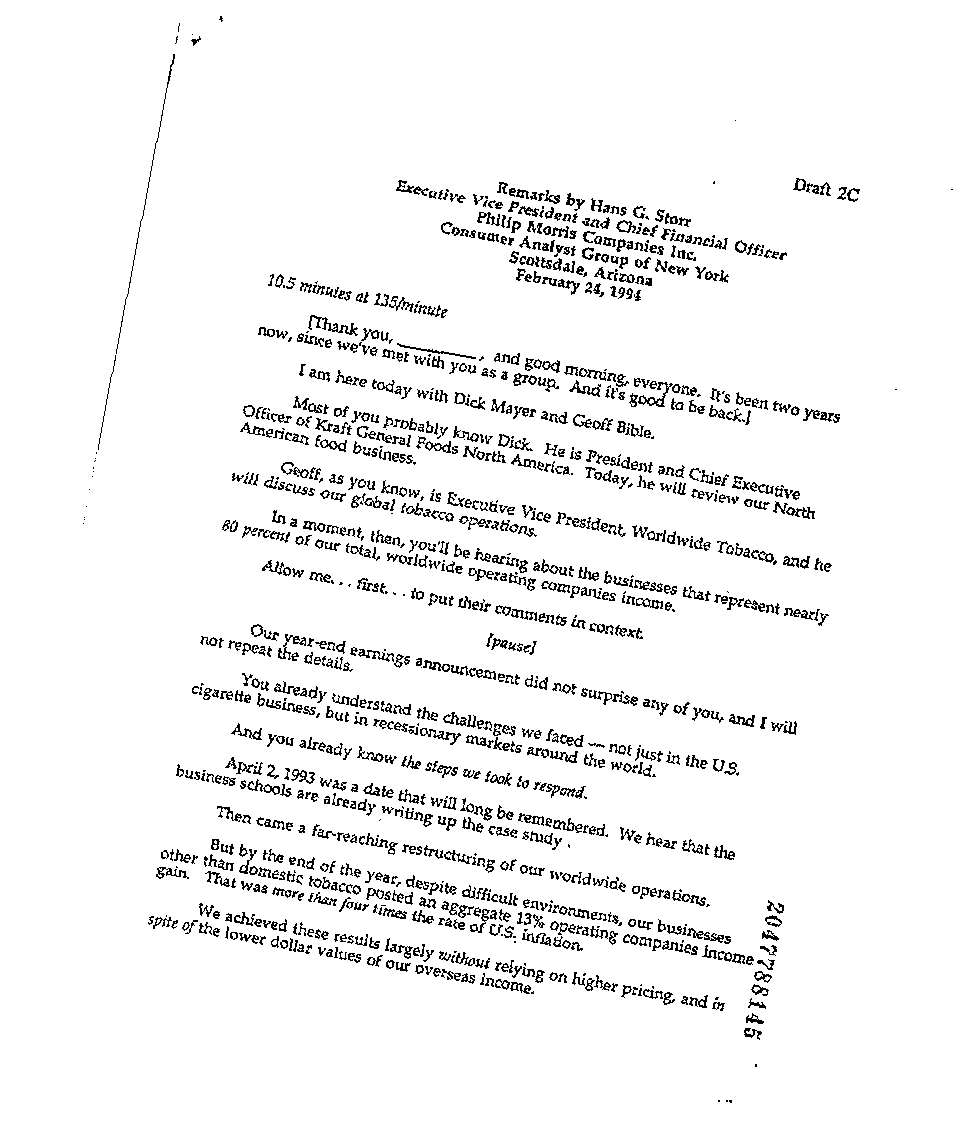 Draft 2C
Remarks by Hans G. Storr
Executive Vice President and Chief Financial Officer
Philip Morris Companies Inc.
Consumer Analyst Group of New York
Scottsdale, Arizona
February 24, 1994
10.5 minutes at 135/minute
[Thank you, __________, and good morning, everyone. It's been two years
now, since we've met with you as a group. And it's good to be back.]
I am here today with Dick Mayer and Geoff Bible.
Most of you probably know Dick. He is President and Chief Executive
Officer of Kraft General Foods North America. Today, he will review our North
American food business.
Geoff, as you know, is Executive Vice President, Worldwide Tobacco, and he
will discuss our global tobacco operations.
In a moment, then, you'll be hearing about the businesses that represent nearly
80 percent of our total, worldwide operating companies income.
Allow me. . . first. . . to put their comments in context.
[pause]
Our year-end earnings announcement did not surprise any of you, and I will
not repeat the details.
You already understand the challenges we faced — not just in the U.S.
cigarette business, but in recessionary markets around the world.
And you already know the steps we took to respond.
April 2, 1993 was a date that will long be remembered. We hear that the
business schools are already writing up the case study .
Then came a far-reaching restructuring of our worldwide operations.
But by the end of the year, despite difficult environments, our businesses
other than domestic tobacco posted an aggregate 13% operating companies income
gain. That was more than four times the rate of U.S. inflation.
We achieved these results largely without relying on higher pricing, and in
spite of the lower dollar values of our overseas income.
2047788145